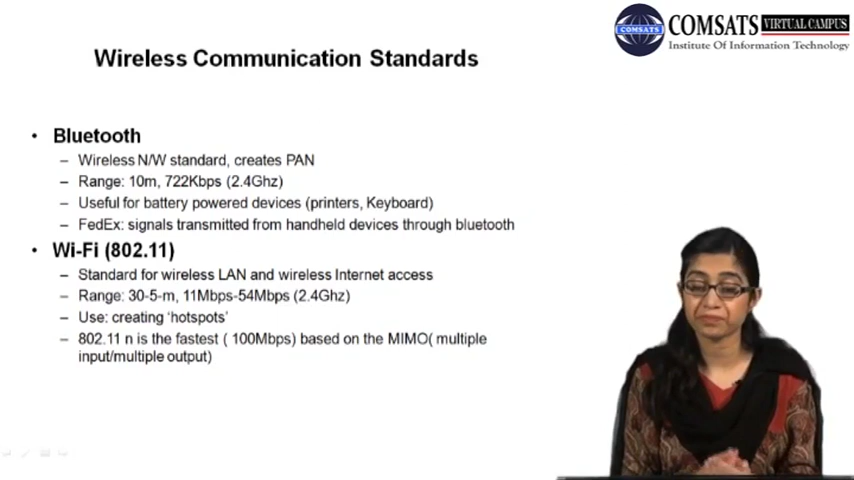 COMSATS VIRTUAL CAMPUS
COMSATS
Institute Of Information Technology
Wireless Communication Standards
• Bluetooth
– Wireless N/W standard, creates PAN
– Range: 10m, 722Kbps (2.4Ghz)
– Useful for battery powered devices (printers, Keyboard)
– FedEx: signals transmitted from handheld devices through bluetooth
• Wi-Fi (802.11)
– Standard for wireless LAN and wireless Internet access
– Range: 30-5-m, 11Mbps-54Mbps (2.4Ghz)
– Use: creating ‘hotspots’
– 802.11 n is the fastest ( 100Mbps) based on the MIMO( multiple
input/multiple output)